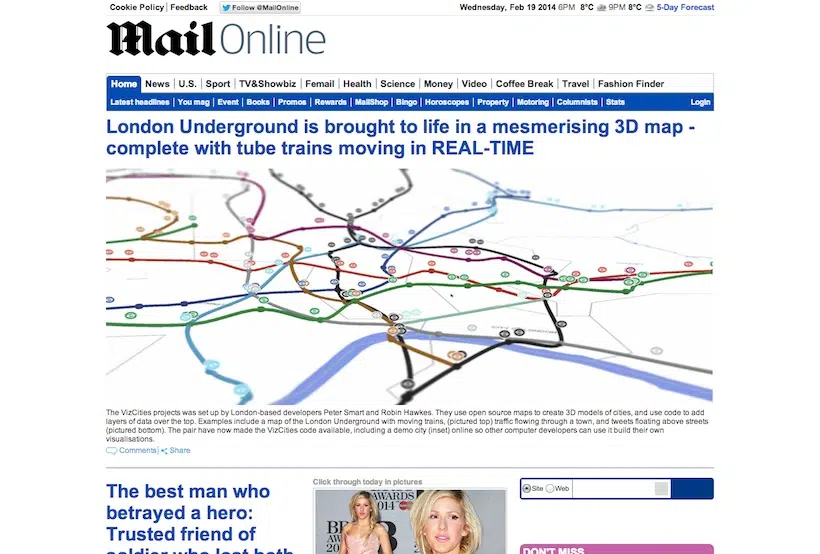 Cookie Policy | Feedback Follow @MailOnline Wednesday, Feb 19 2014 6PM 8°C 9PM 8°C 5-Day Forecast
Mail Online
Home News U.S. Sport TV&Showbiz Femail Health Science Money Video Coffee Break Travel Fashion Finder
Latest headlines You mag Event Books Promos Rewards MailShop Bingo Horoscopes Property Motoring Columnists Stats Login
London Underground is brought to life in a mesmerising 3D map -
complete with tube trains moving in REAL-TIME
The VizCities projects was set up by London-based developers Peter Smart and Robin Hawkes. They use open source maps to create 3D models of cities, and use code to add
layers of data over the top. Examples include a map of the London Underground with moving trains, (pictured top) traffic flowing through a town, and tweets floating above streets
(pictured bottom). The pair have now made the VizCities code available, including a demo city (inset) online so other computer developers can use it build their own
visualisations.
Comments | Share
The best man who
betrayed a hero:
Trusted friend of
soldier who lost both
Click through today in pictures
AWARDS
2014
Site Web
DON'T MISS